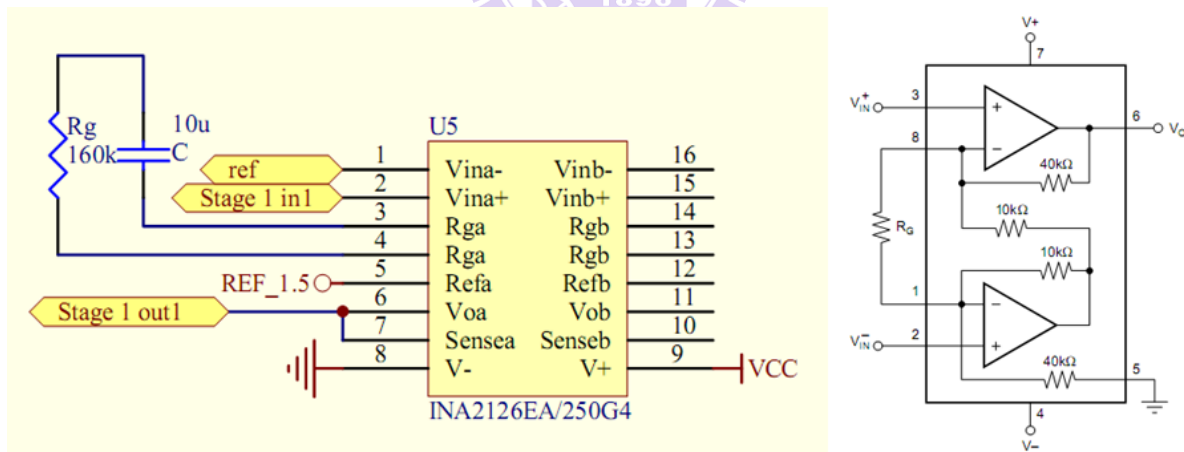 1896
Rg
160k
10u
C
U5
ref
Stage 1 in1
REF_1.5
Stage 1 out1
1 Vina- Vinb- 16
2 Vina+ Vinb+ 15
3 Rga Rgb 14
4 Rga Rgb 13
5 Refa Refb 12
6 Voa Vob 11
7 Sensea Senseb 10
8 V- V+ 9
VCC
INA2126EA/250G4
V+
7
V+IN 3 +
8 −
6 VO
40kΩ
10kΩ
RG
10kΩ
1 −
V−IN 2 +
40kΩ
5
4
V−